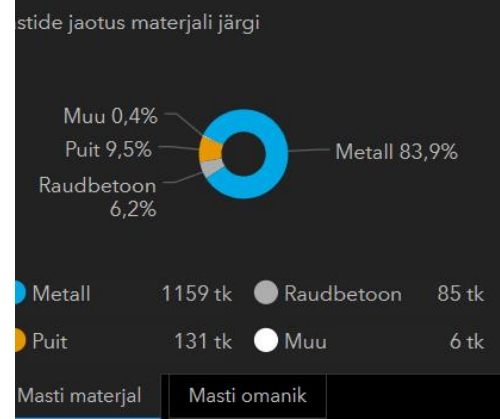 stide jaotus materjali järgi
Muu 0,4%
Puit 9,5%
Metall 83,9%
Raudbetoon
6,2%
Metall 1159 tk Raudbetoon 85 tk
Puit 131 tk Muu 6 tk
Masti materjal Masti omanik